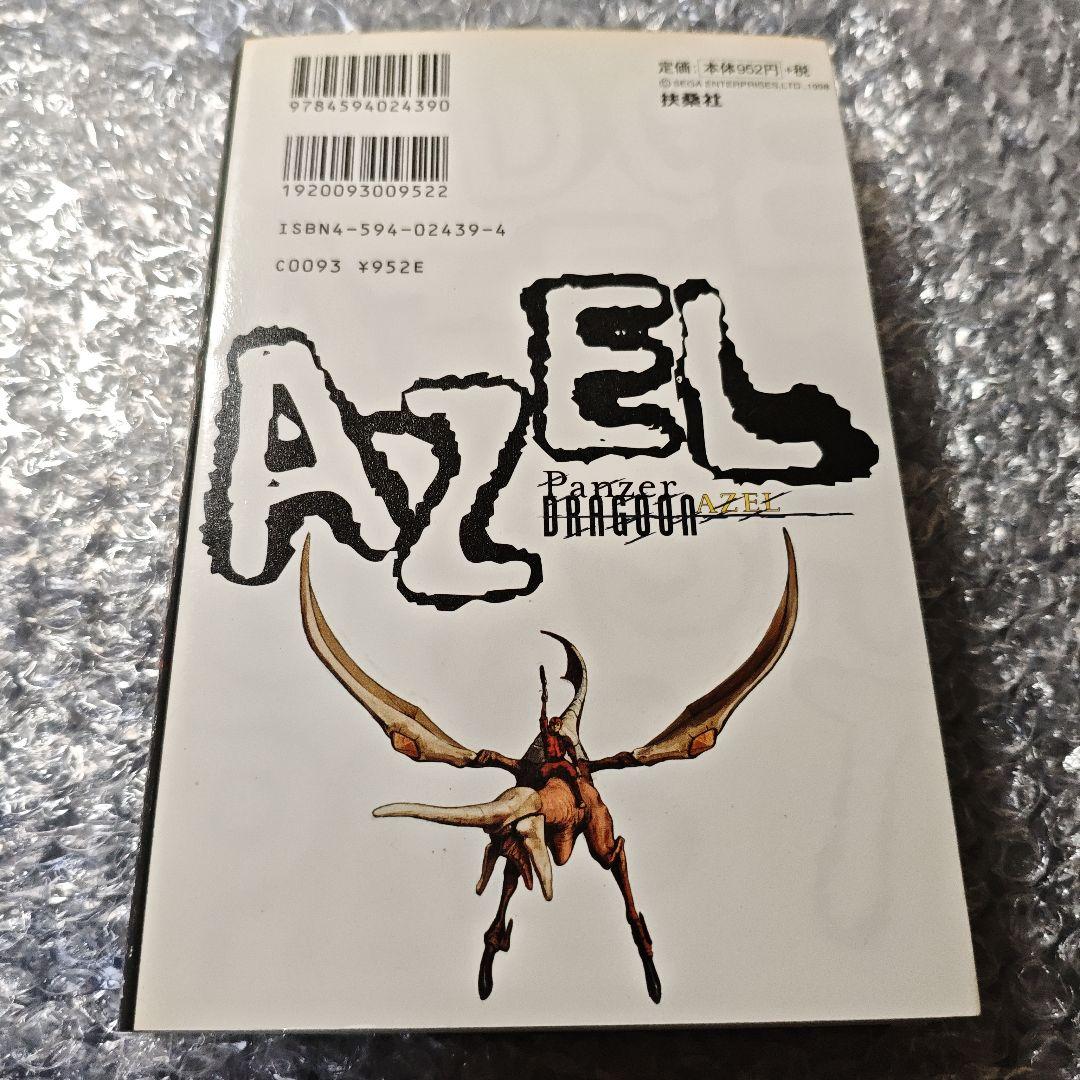 9784594024390
1920093009522
ISBN4-594-02439-4
C0093 ¥952E
定価:本体952円+税
© SEGA ENTERPRISES,LTD.,1998
扶桑社
AZEL
Panzer
DRAGOON AZEL